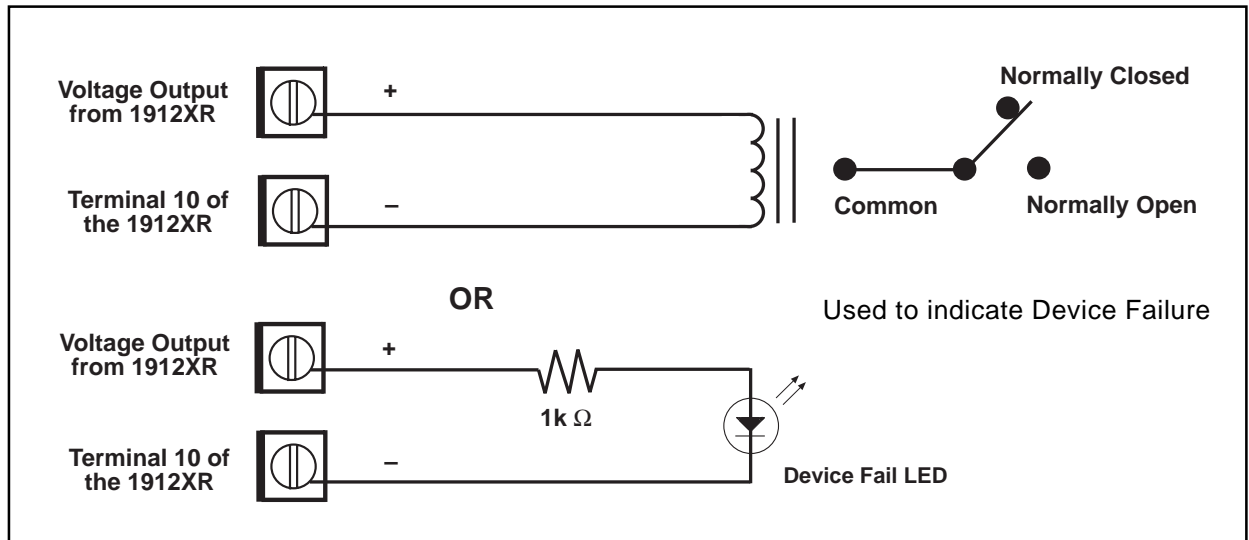 Voltage Output
from 1912XR
+
Normally Closed
Terminal 10 of
the 1912XR
–
Common
Normally Open
OR
Used to indicate Device Failure
Voltage Output
from 1912XR
+
1k Ω
Terminal 10 of
the 1912XR
–
Device Fail LED